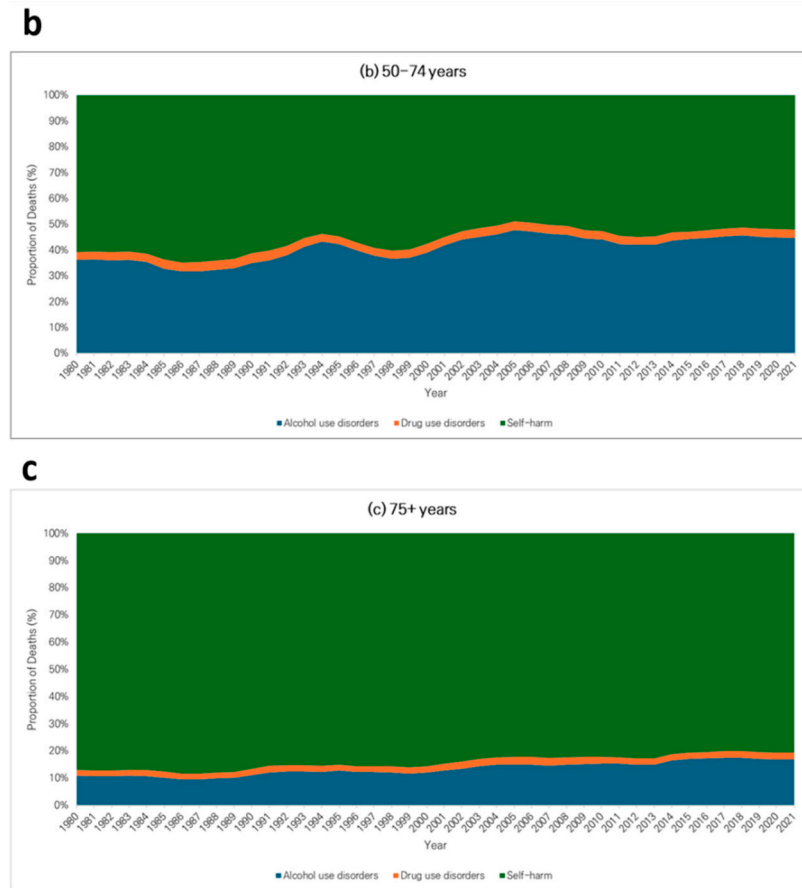 b
(b) 50-74 years
100%
90%
80%
70%
60%
50%
40%
30%
20%
10%
0%
Proportion of Deaths (%)
1980 1981 1982 1983 1984 1985 1986 1987 1988 1989 1990 1991 1992 1993 1994 1995 1996 1997 1998 1999 2000 2001 2002 2003 2004 2005 2006 2007 2008 2009 2010 2011 2012 2013 2014 2015 2016 2017 2018 2019 2020 2021
Year
Alcohol use disorders Drug use disorders Self-harm
c
(c) 75+ years
100%
90%
80%
70%
60%
50%
40%
30%
20%
10%
0%
Proportion of Deaths (%)
1980 1981 1982 1983 1984 1985 1986 1987 1988 1989 1990 1991 1992 1993 1994 1995 1996 1997 1998 1999 2000 2001 2002 2003 2004 2005 2006 2007 2008 2009 2010 2011 2012 2013 2014 2015 2016 2017 2018 2019 2020 2021
Year
Alcohol use disorders Drug use disorders Self-harm